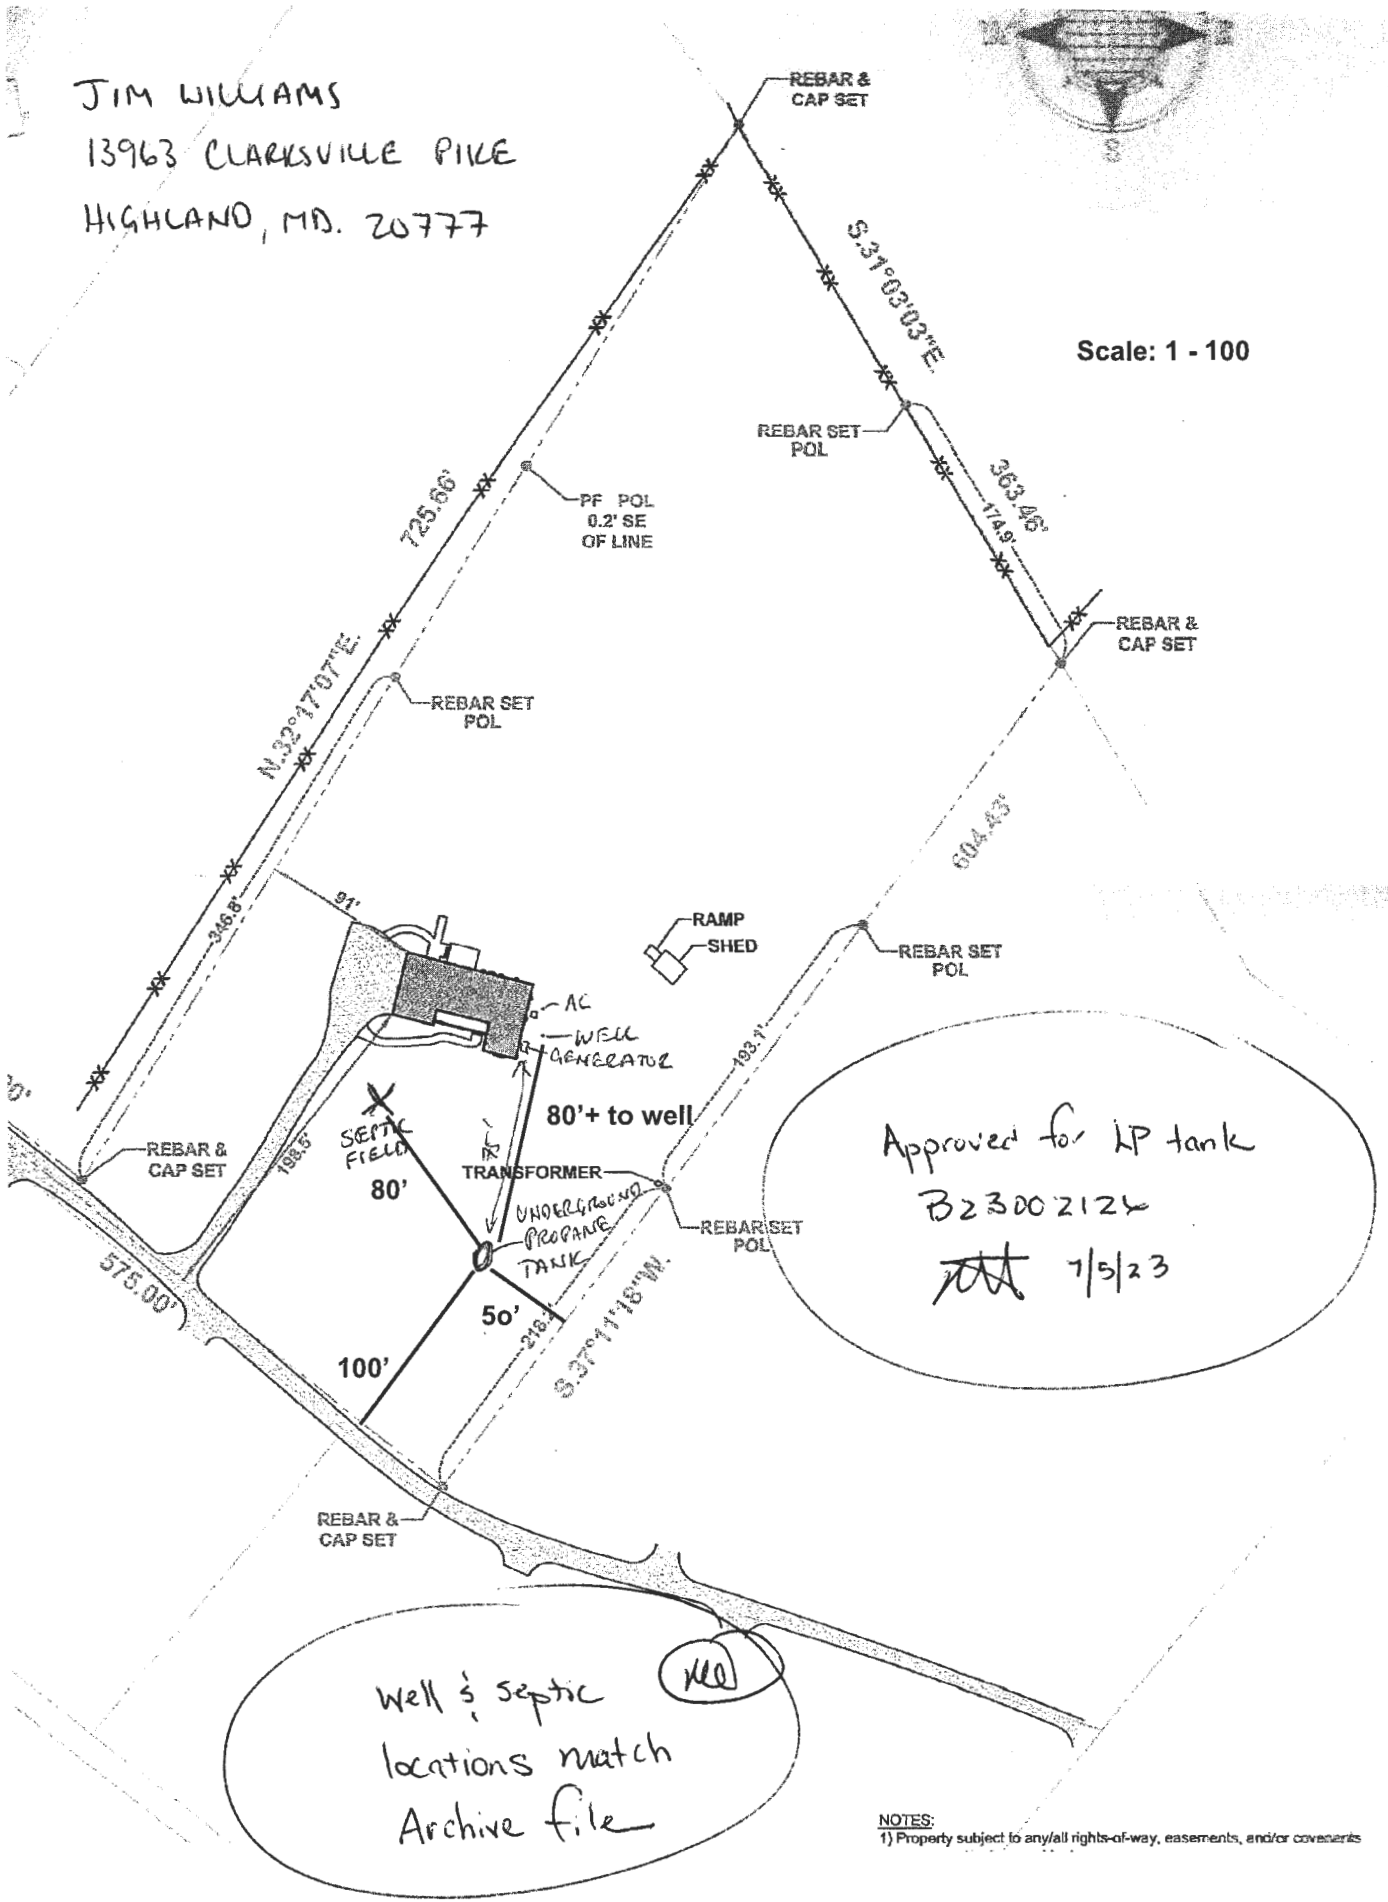 JIM WILLIAMS
13963 CLARKSVILLE PIKE
HIGHLAND, MD. 20777
S
REBAR &
CAP SET
S.31°03'03"E.
Scale: 1 - 100
REBAR SET
POL
363.46'
174.9'
725.66'
PF POL
0.2' SE
OF LINE
REBAR &
CAP SET
N.32°17'07"E.
REBAR SET
POL
604.43'
91'
346.8'
RAMP
SHED
REBAR SET
POL
AC
WELL
GENERATOR
193.1'
80'+ to well
SEPTIC
FIELD
198.5'
REBAR &
CAP SET
80'
TRANSFORMER
UNDERGROUND
PROPANE
TANK
REBAR SET
POL
Approved for LP tank
7/5/23
575.00'
50'
S.37°11'18"W.
100'
REBAR &
CAP SET
Well & septic
locations match
Archive file
NOTES:
1) Property subject to any/all rights-of-way, easements, and/or covenants